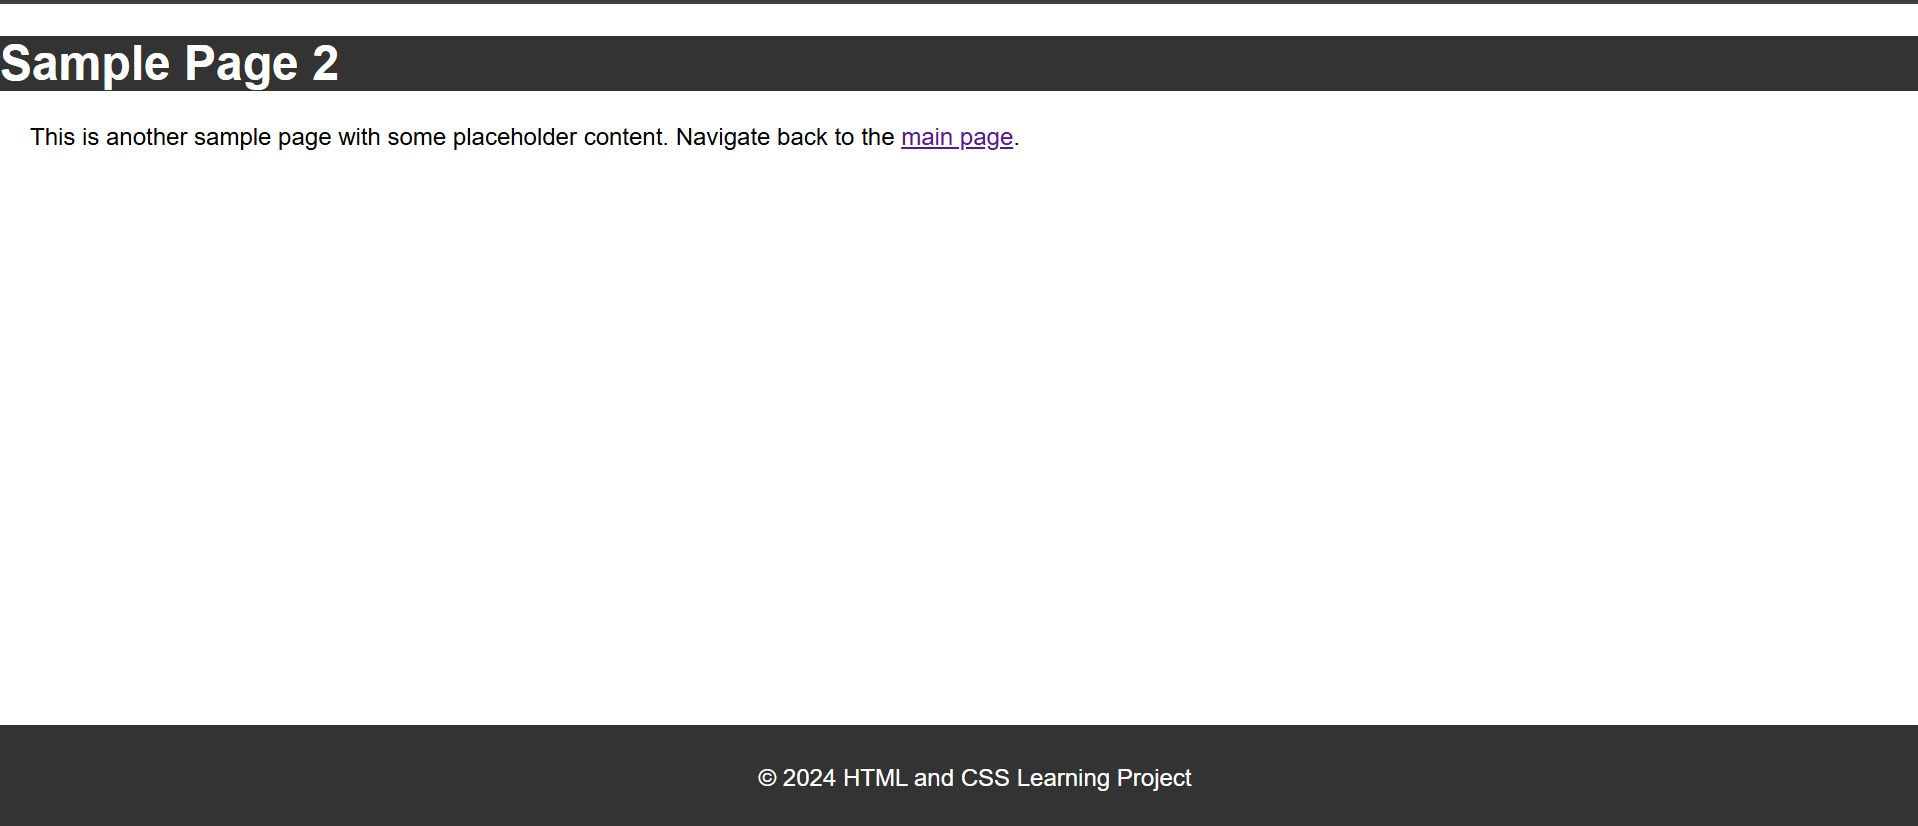 Sample Page 2
This is another sample page with some placeholder content. Navigate back to the main page.
© 2024 HTML and CSS Learning Project